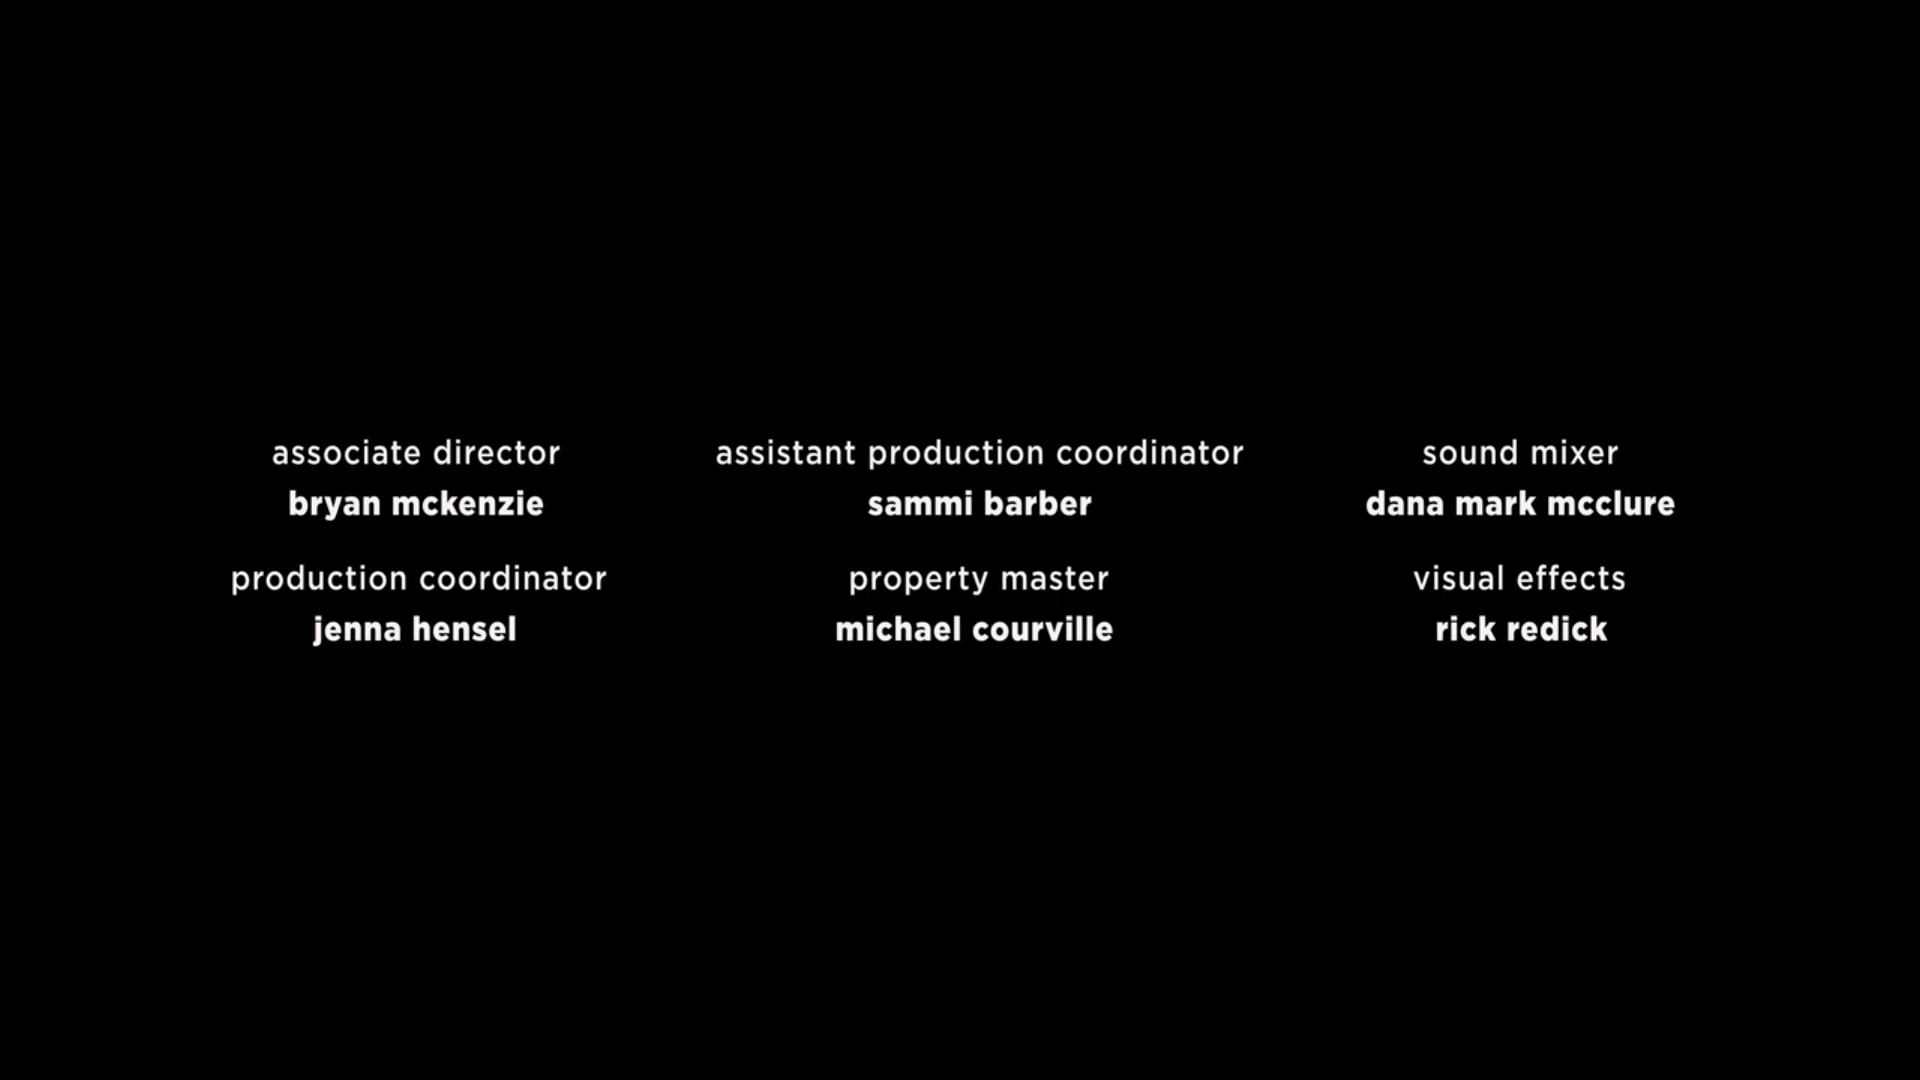 associate director
bryan mckenzie
production coordinator
jenna hensel
assistant production coordinator
sammi barber
property master
michael courville
sound mixer
dana mark mcclure
visual effects
rick redick